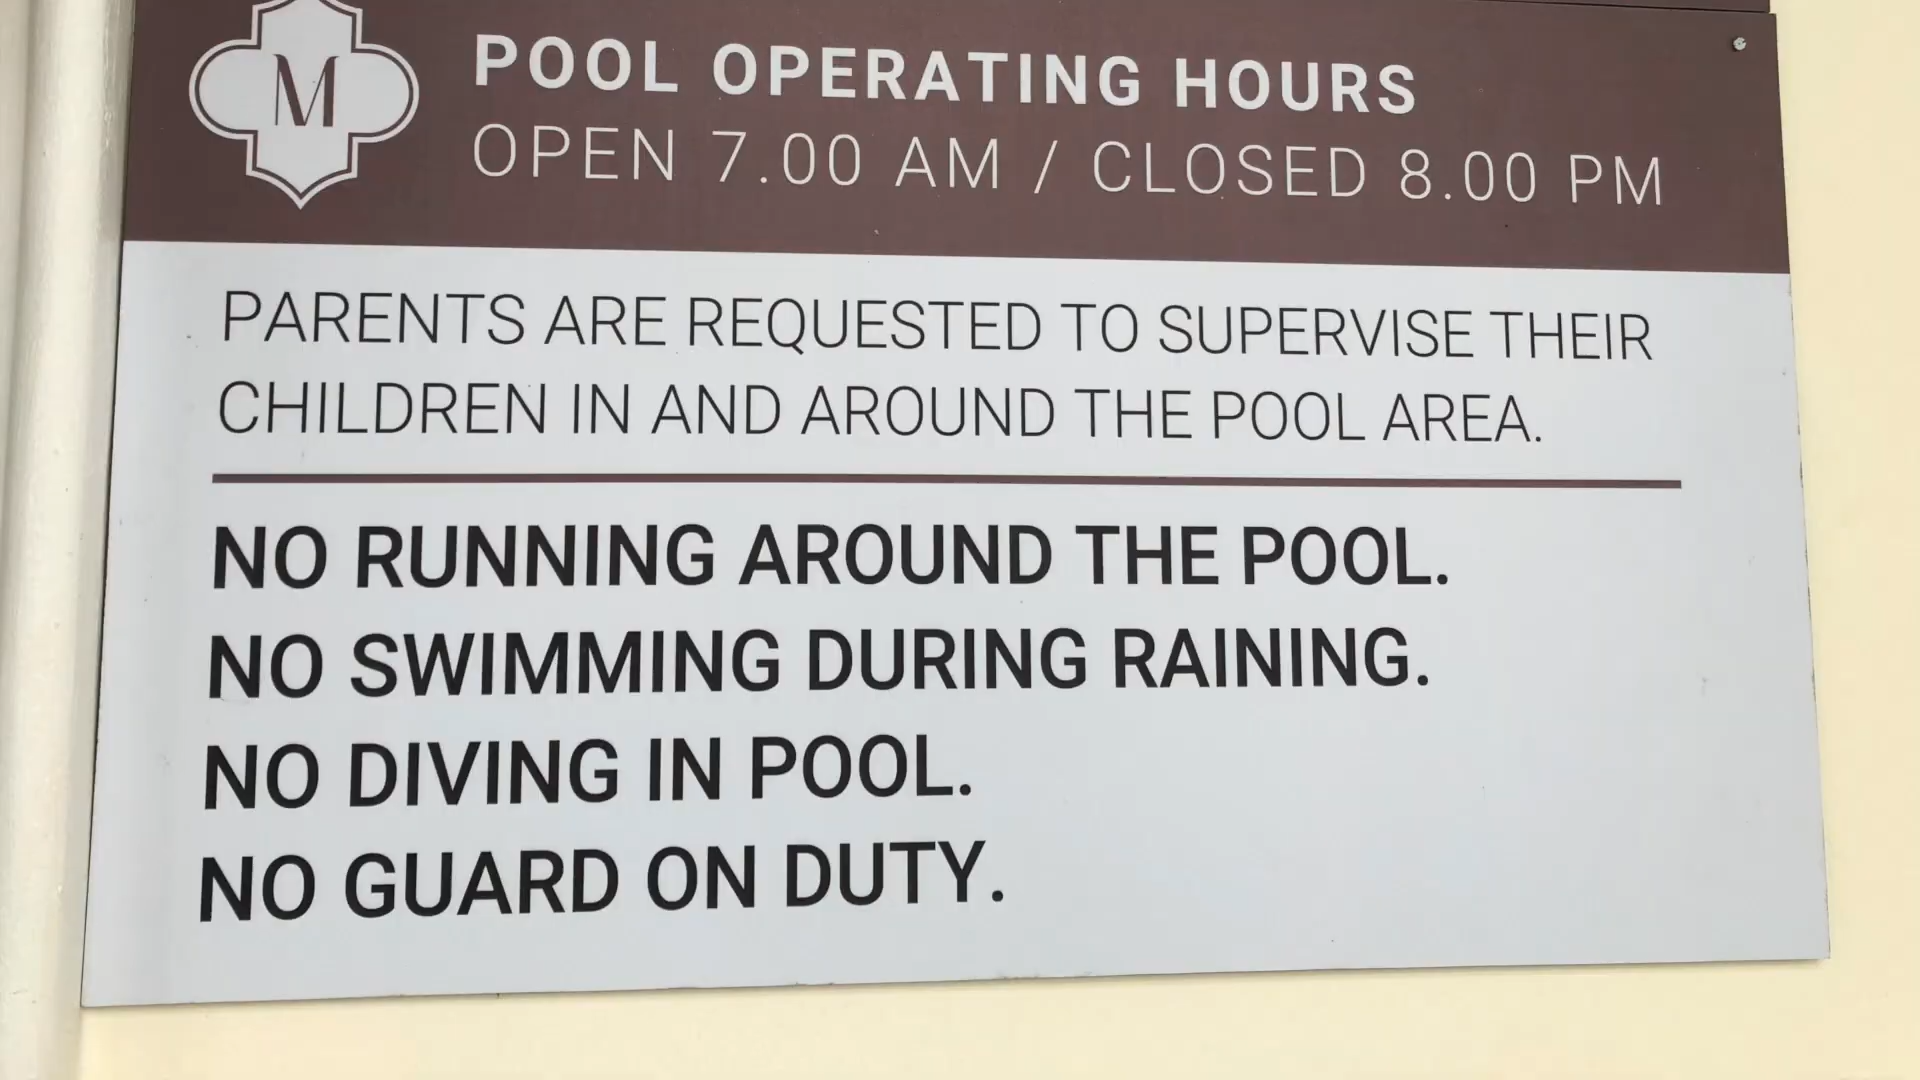 M
POOL OPERATING HOURS
OPEN 7.00 AM / CLOSED 8.00 PM
PARENTS ARE REQUESTED TO SUPERVISE THEIR
CHILDREN IN AND AROUND THE POOL AREA.
NO RUNNING AROUND THE POOL.
NO SWIMMING DURING RAINING.
NO DIVING IN POOL.
NO GUARD ON DUTY.